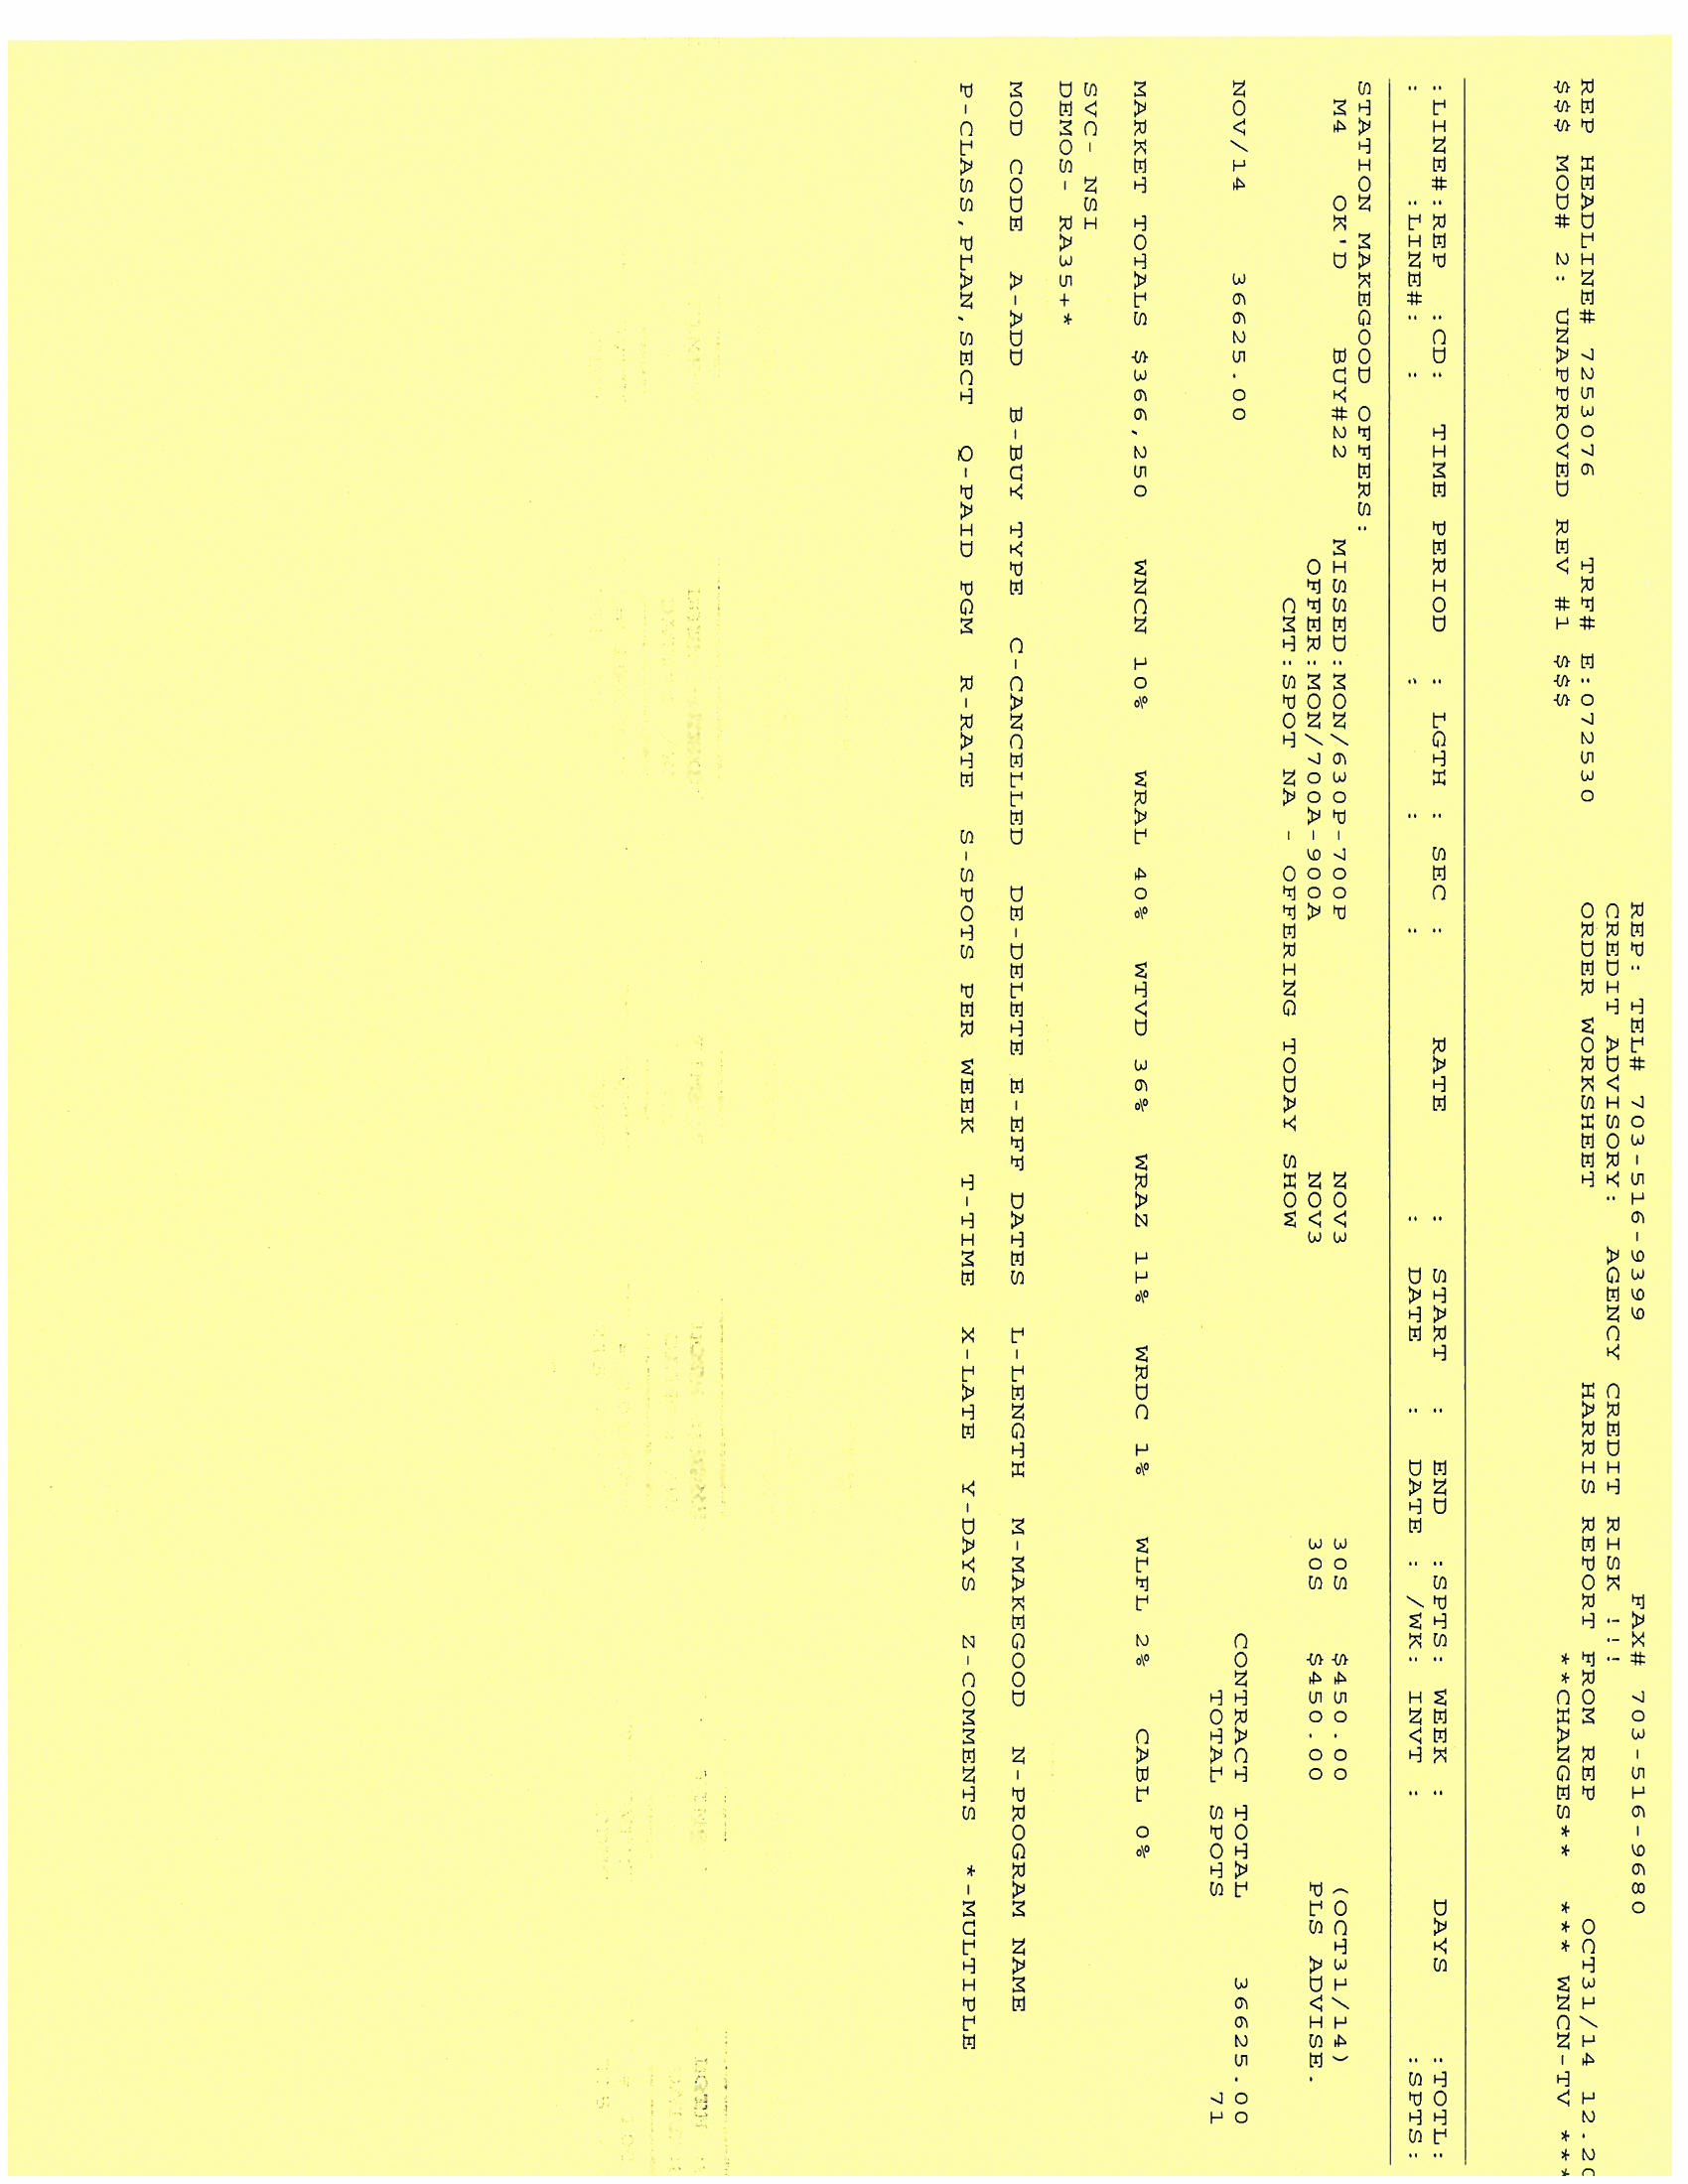 REP: TEL# 703-516-9399 FAX# 703-516-9680
CREDIT ADVISORY: AGENCY CREDIT RISK !!!
REP HEADLINE# 7253076 TRF# E:072530 ORDER WORKSHEET HARRIS REPORT FROM REP OCT31/14 12.20
$$$ MOD# 2: UNAPPROVED REV #1 $$$ **CHANGES** *** WNCN-TV ***
:LINE#:REP :CD: TIME PERIOD : LGTH : SEC : RATE : START : END :SPTS: WEEK : DAYS :TOTL:
: :LINE#: : : : : : DATE : DATE : /WK: INVT : :SPTS:
STATION MAKEGOOD OFFERS:
M4 OK'D BUY#22 MISSED:MON/630P-700P NOV3 30S $450.00 (OCT31/14)
OFFER:MON/700A-900A NOV3 30S $450.00 PLS ADVISE.
CMT:SPOT NA - OFFERING TODAY SHOW
NOV/14 36625.00 CONTRACT TOTAL 36625.00
TOTAL SPOTS 71
MARKET TOTALS $366,250 WNCN 10% WRAL 40% WTVD 36% WRAZ 11% WRDC 1% WLFL 2% CABL 0%
SVC- NSI
DEMOS- RA35+*
MOD CODE A-ADD B-BUY TYPE C-CANCELLED DE-DELETE E-EFF DATES L-LENGTH M-MAKEGOOD N-PROGRAM NAME
P-CLASS,PLAN,SECT Q-PAID PGM R-RATE S-SPOTS PER WEEK T-TIME X-LATE Y-DAYS Z-COMMENTS *-MULTIPLE